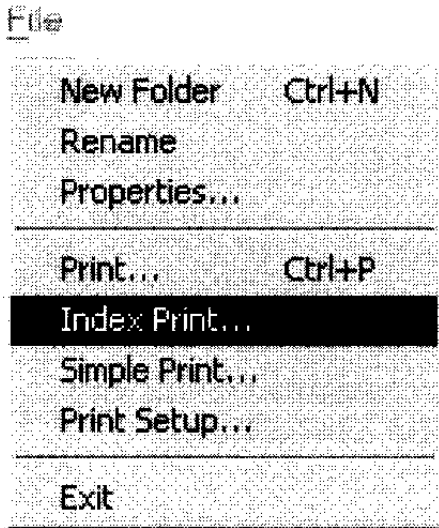 File
New Folder Ctrl+N
Rename
Properties...
Print... Ctrl+P
Index Print...
Simple Print...
Print Setup...
Exit